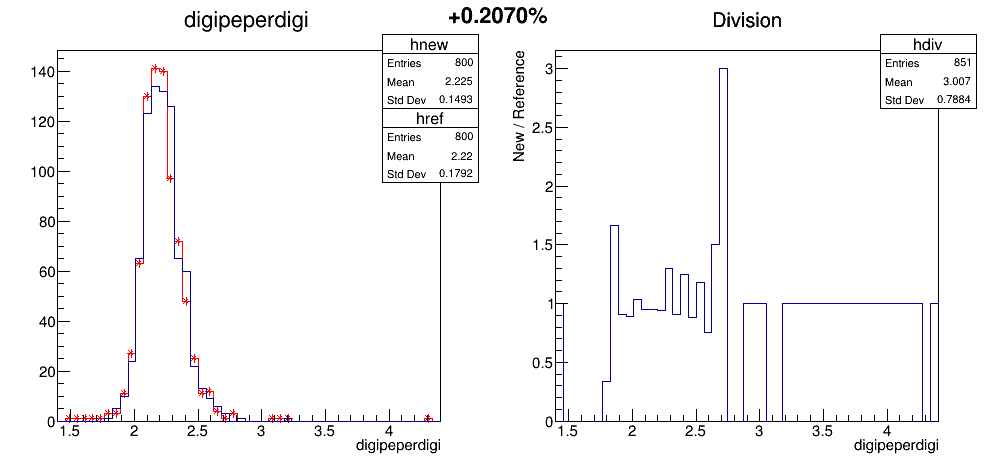 +0.2070%
digipeperdigi
hnew
Entries 800
Mean 2.225
Std Dev 0.1493
href
Entries 800
Mean 2.22
Std Dev 0.1792
140
120
100
80
60
40
20
0
1.5 2 2.5 3 3.5 4
digipeperdigi
Division
hdiv
Entries 851
Mean 3.007
Std Dev 0.7884
New / Reference
3
2.5
2
1.5
1
0.5
0
1.5 2 2.5 3 3.5 4
digipeperdigi